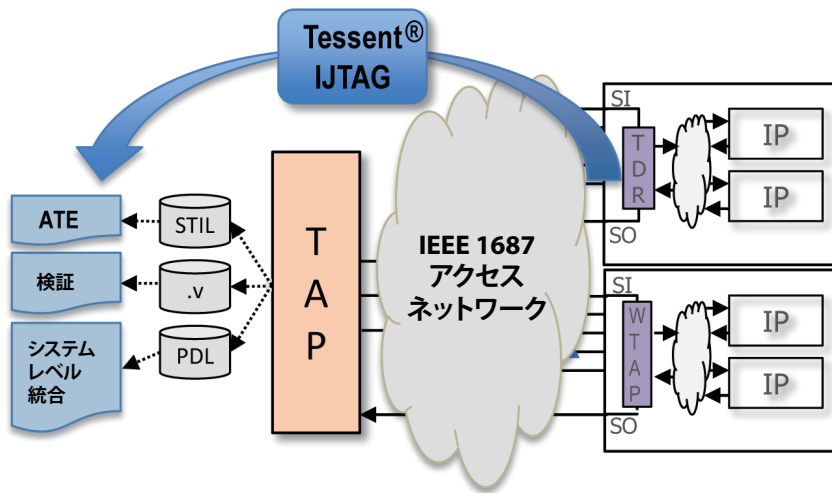 Tessent®
IJTAG
ATE
検証
システム
レベル
統合
STIL
.v
PDL
TAP
IEEE 1687
アクセス
ネットワーク
SI
TDR
SO
IP
IP
SI
WTAP
SO
IP
IP